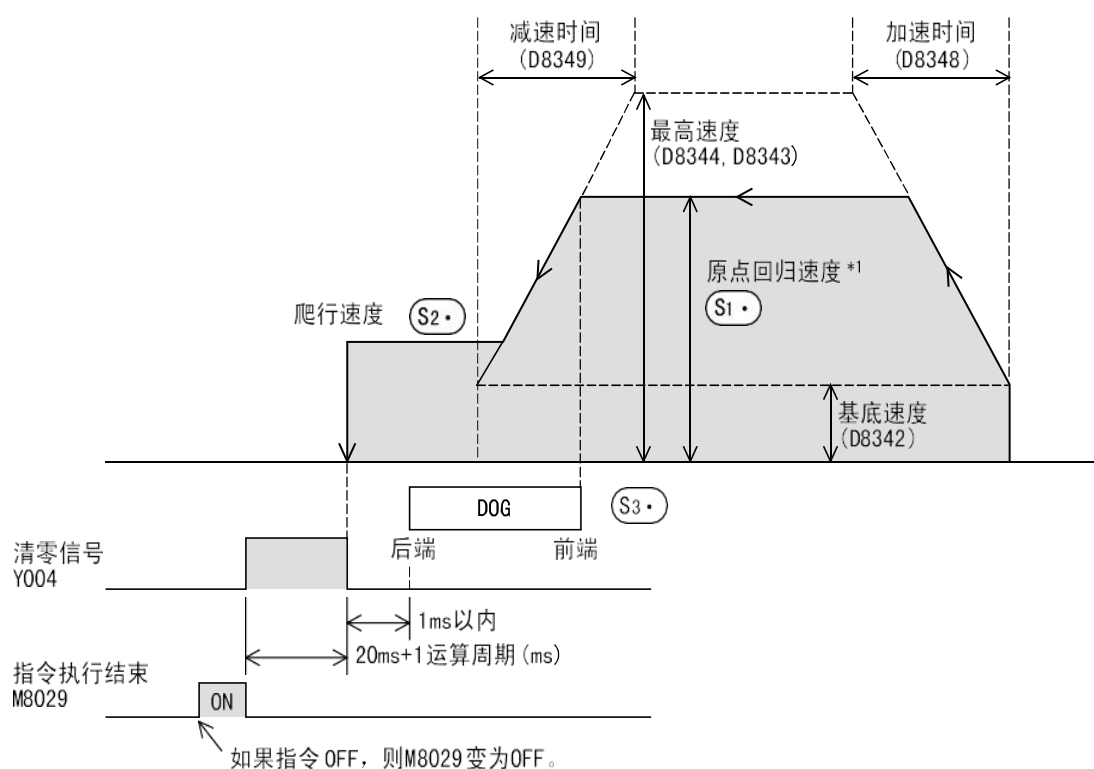 减速时间
(D8349)
加速时间
(D8348)
最高速度
(D8344, D8343)
原点回归速度 *1
S1·
爬行速度 S2·
基底速度
(D8342)
DOG
S3·
后端 前端
清零信号
Y004
1ms以内
20ms+1运算周期(ms)
指令执行结束
M8029
ON
如果指令OFF，则M8029变为OFF。